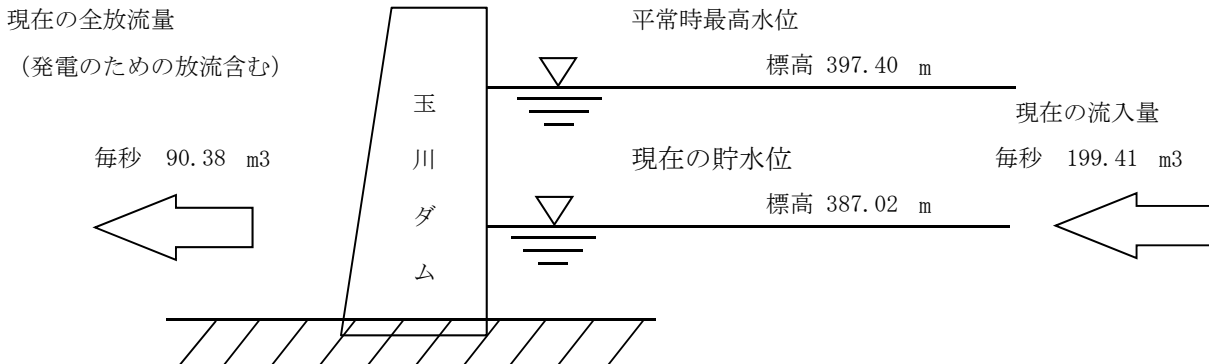 現在の全放流量
（発電のための放流含む）
毎秒 90.38 m3
玉川ダム
平常時最高水位
標高 397.40 m
現在の貯水位
標高 387.02 m
現在の流入量
毎秒 199.41 m3